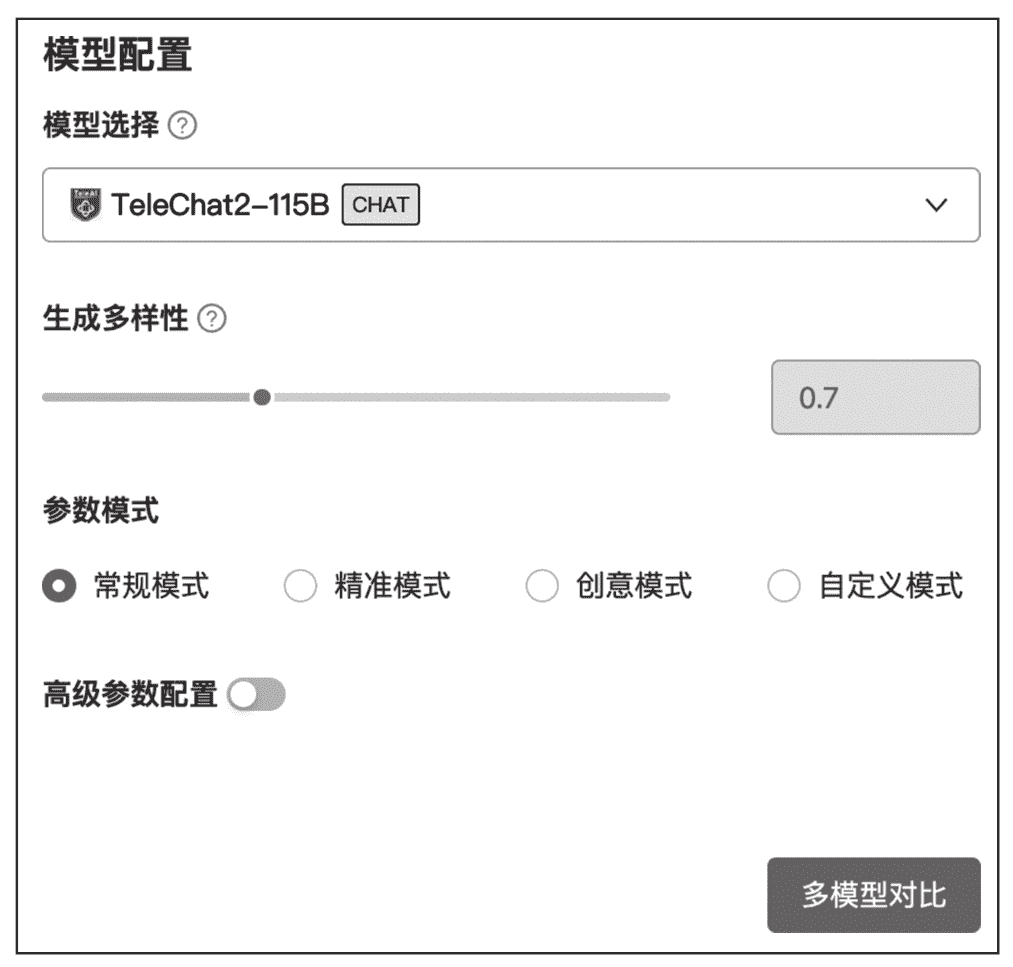 模型配置
模型选择 ?
TeleChat2-115B CHAT
生成多样性 ?
0.7
参数模式
常规模式 精准模式 创意模式 自定义模式
高级参数配置
多模型对比